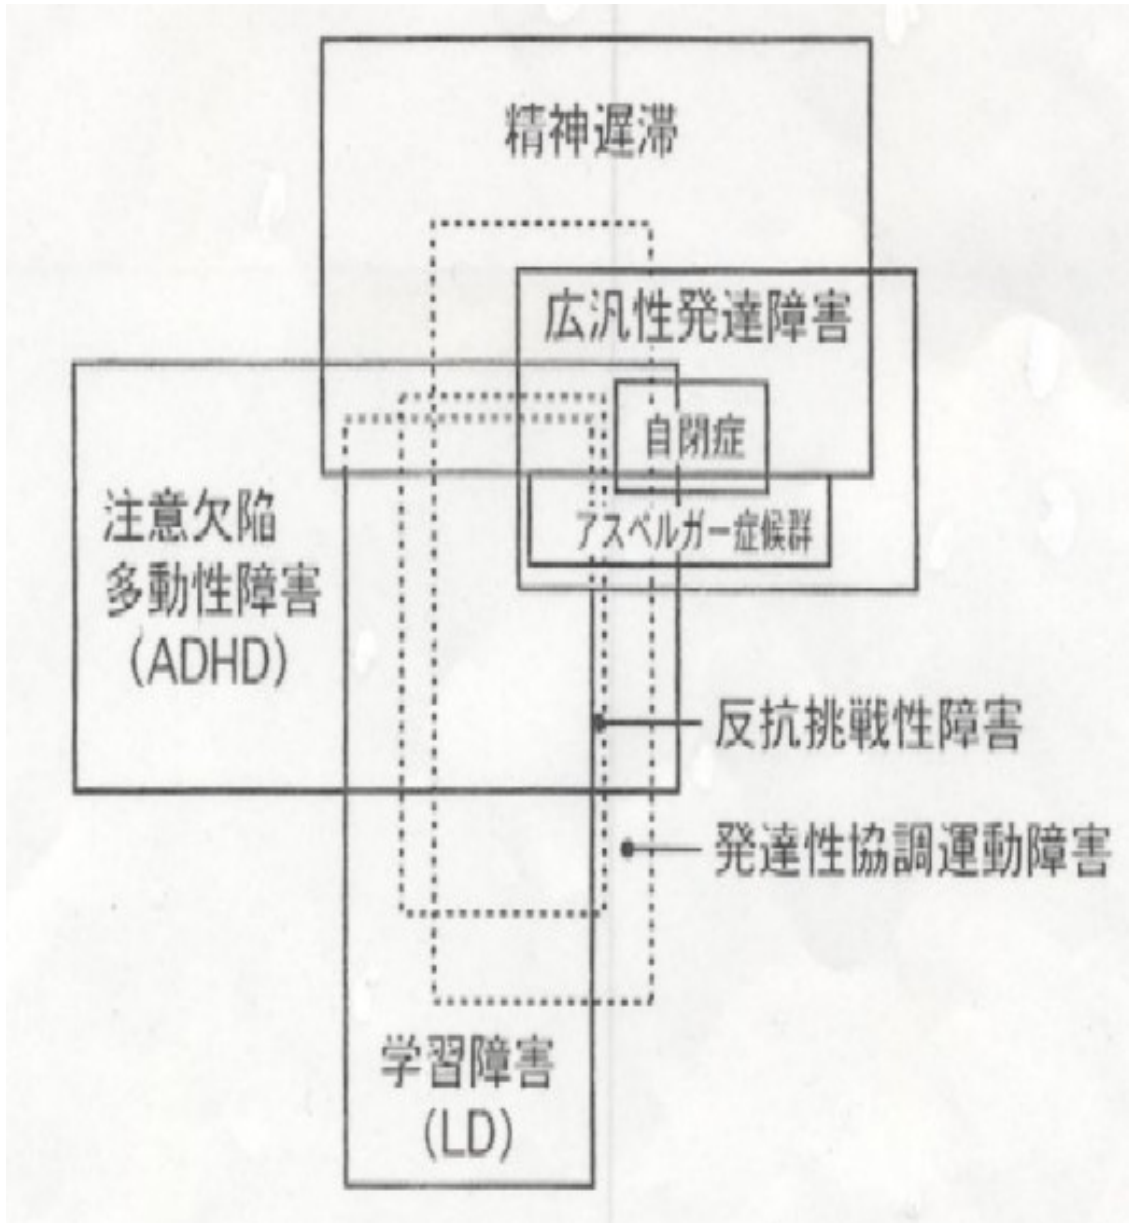 精神遅滞
広汎性発達障害
自閉症
アスペルガー症候群
注意欠陥
多動性障害
(ADHD)
反抗挑戦性障害
発達性協調運動障害
学習障害
(LD)